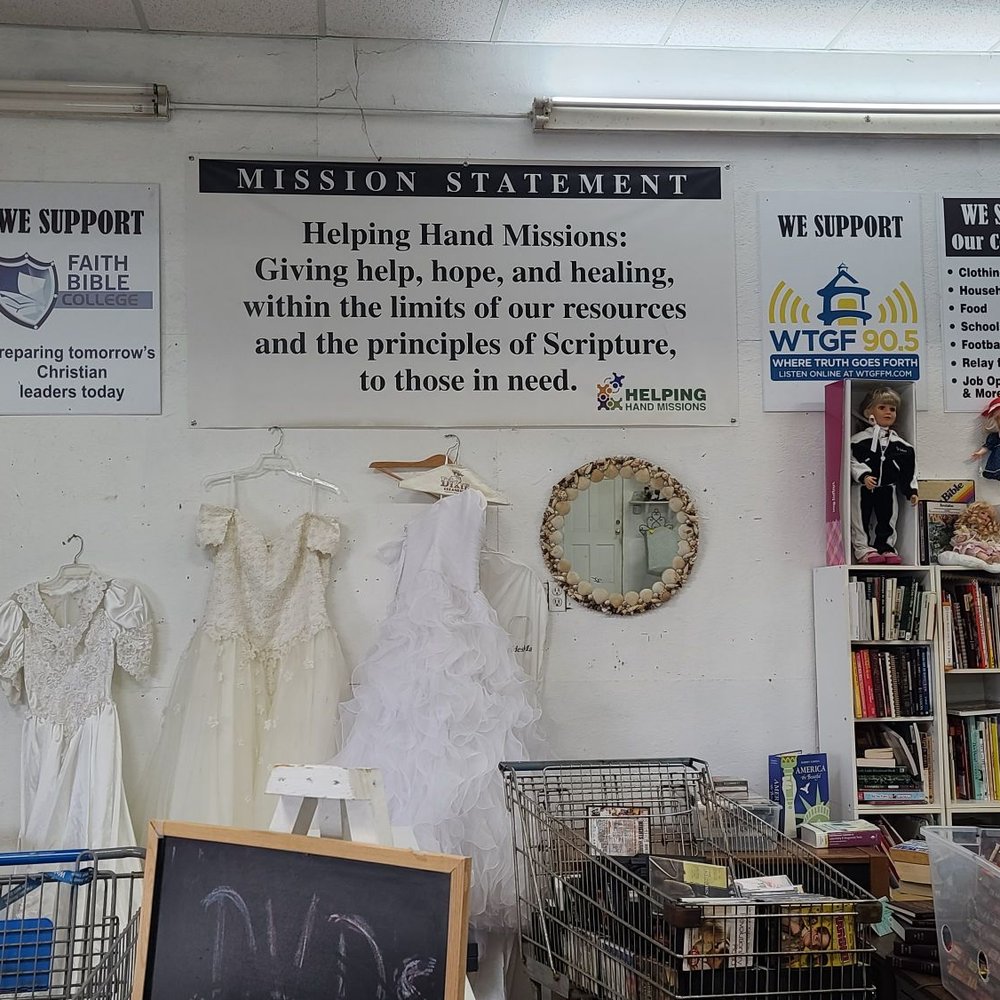 WE SUPPORT
FAITH
BIBLE
COLLEGE
reparing tomorrow's
Christian
leaders today
MISSION STATEMENT
Helping Hand Missions:
Giving help, hope, and healing,
within the limits of our resources
and the principles of Scripture,
to those in need.
HELPING
HAND MISSIONS
WE SUPPORT
WTGF 90.5
WHERE TRUTH GOES FORTH
LISTEN ONLINE AT WTGFFM.COM
WE S
Our C
• Clothin
• Househ
• Food
• School
• Footba
• Relay f
• Job Op
& More
Bible
AMERICA